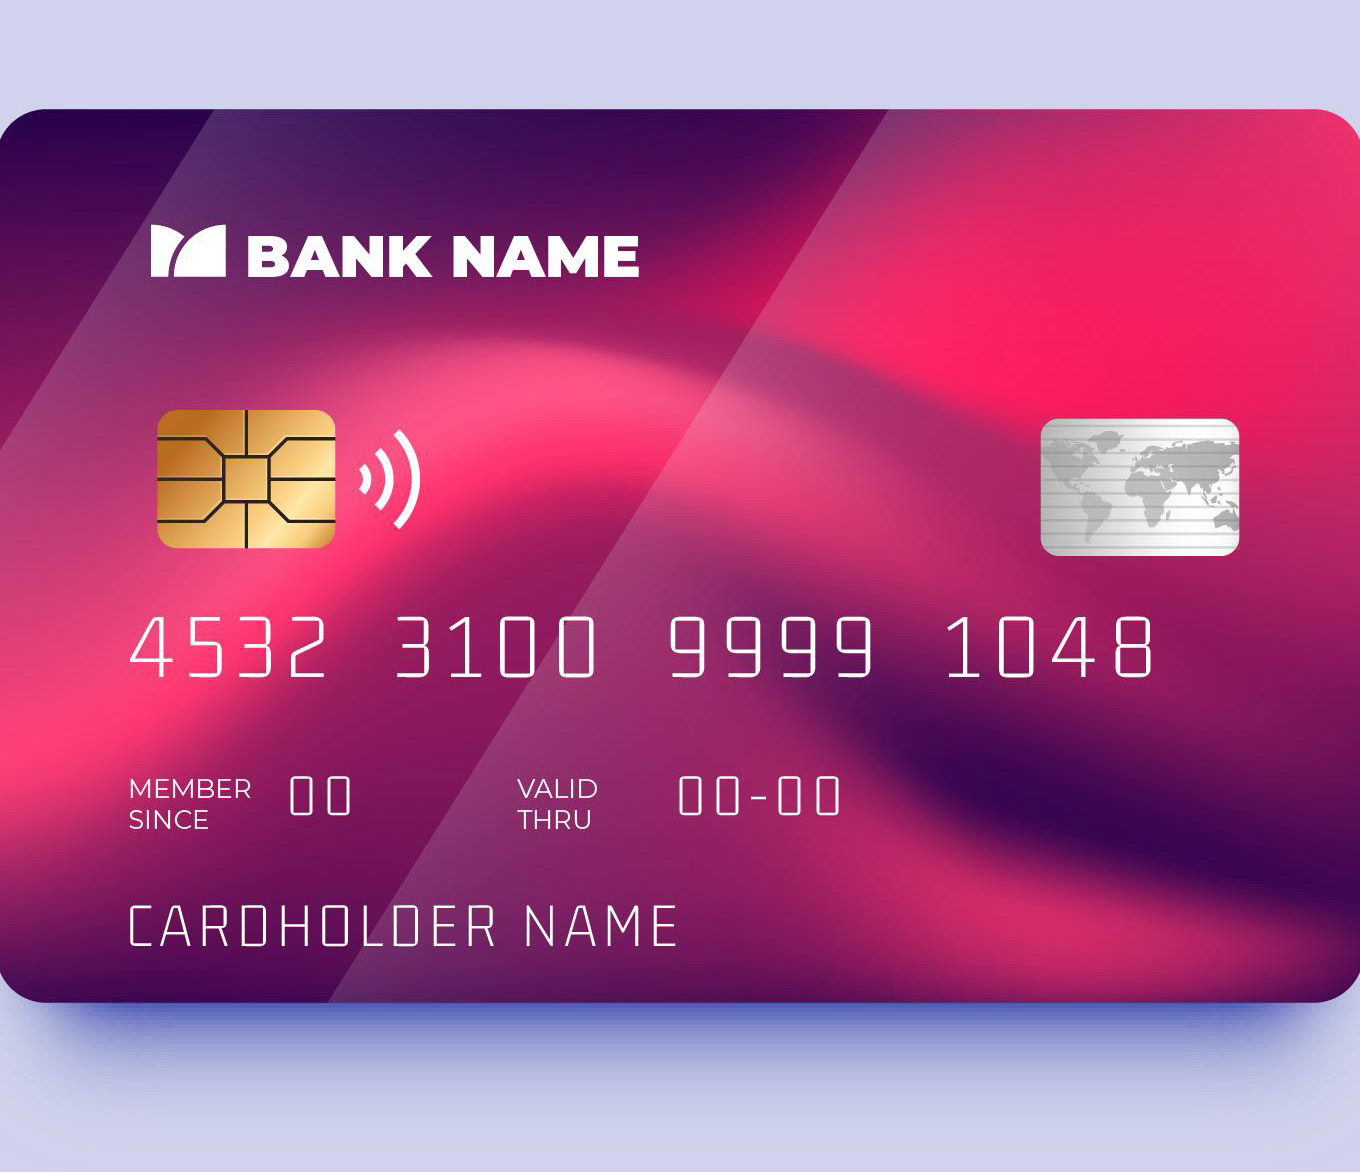 BANK NAME
4532 3100 9999 1048
MEMBER SINCE 00
VALID THRU 00-00
CARDHOLDER NAME